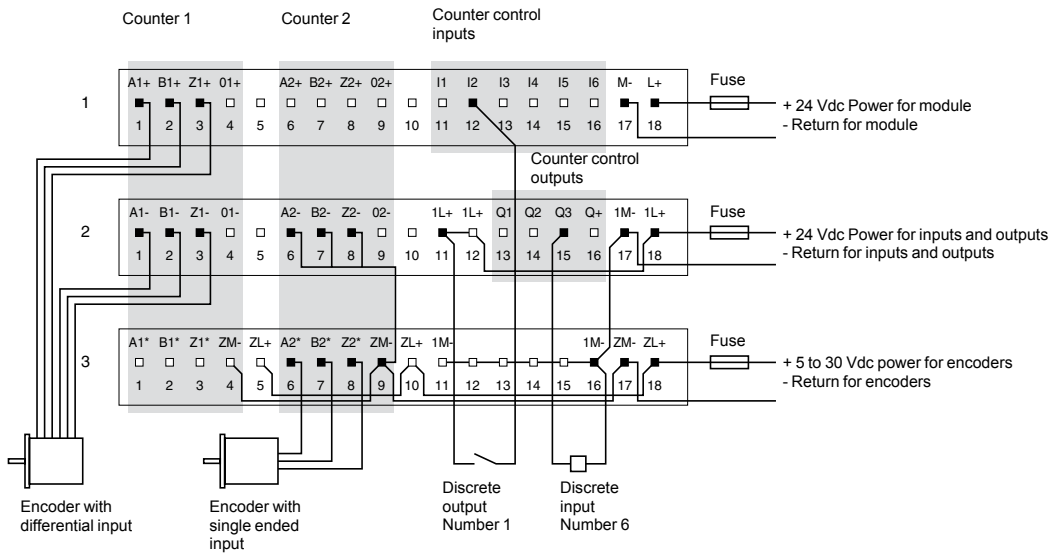 Counter 1
Counter 2
Counter control
inputs
A1+ B1+ Z1+ 01+ A2+ B2+ Z2+ 02+ I1 I2 I3 I4 I5 I6 M- L+
Fuse
1
1 2 3 4 5 6 7 8 9 10 11 12 13 14 15 16 17 18
+ 24 Vdc Power for module
- Return for module
Counter control
outputs
A1- B1- Z1- 01- A2- B2- Z2- 02- 1L+ 1L+ Q1 Q2 Q3 Q+ 1M- 1L+
Fuse
2
1 2 3 4 5 6 7 8 9 10 11 12 13 14 15 16 17 18
+ 24 Vdc Power for inputs and outputs
- Return for inputs and outputs
A1* B1* Z1* ZM- ZL+ A2* B2* Z2* ZM- ZL+ 1M- 1M- ZM- ZL+
Fuse
3
1 2 3 4 5 6 7 8 9 10 11 12 13 14 15 16 17 18
+ 5 to 30 Vdc power for encoders
- Return for encoders
Encoder with
differential input
Encoder with
single ended
input
Discrete
output
Number 1
Discrete
input
Number 6